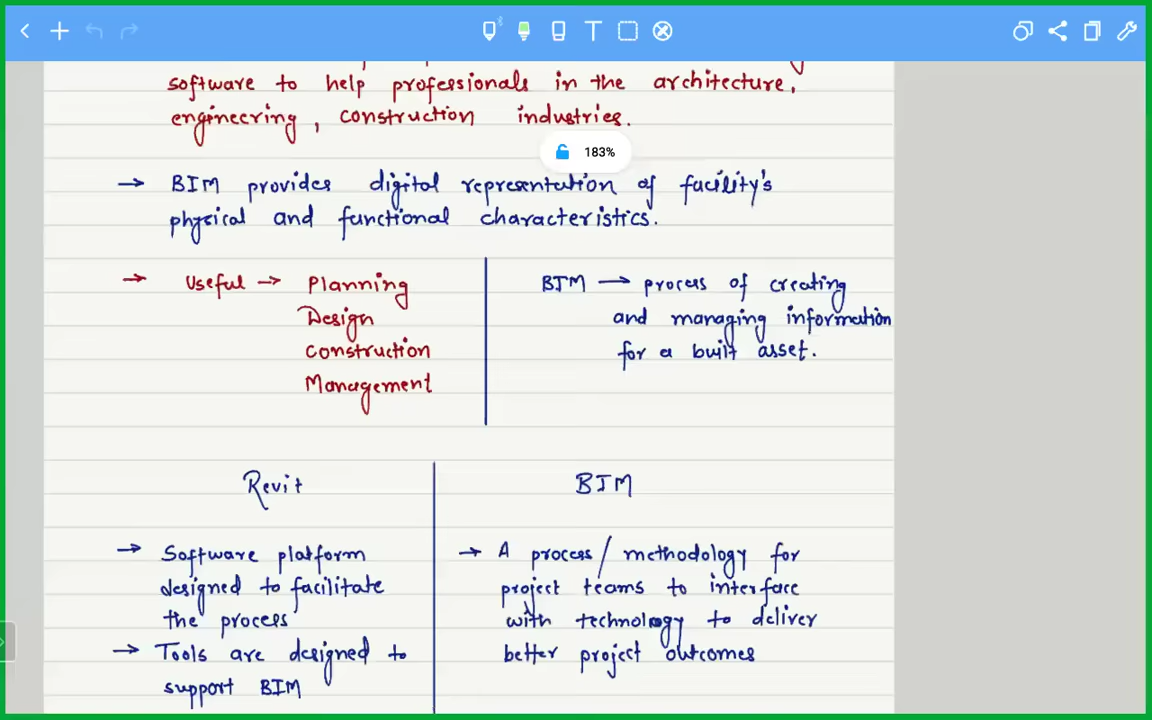 software to help professionals in the architecture,
engineering, construction industries.
183%
→ BIM provides digital representation of facility's
physical and functional characteristics.
→ Useful → Planning
Design
Construction
Management
BIM → process of creating
and managing information
for a built asset.
Revit
→ Software platform
designed to facilitate
the process
→ Tools are designed to
support BIM
BIM
→ A process/methodology for
project teams to interface
with technology to deliver
better project outcomes